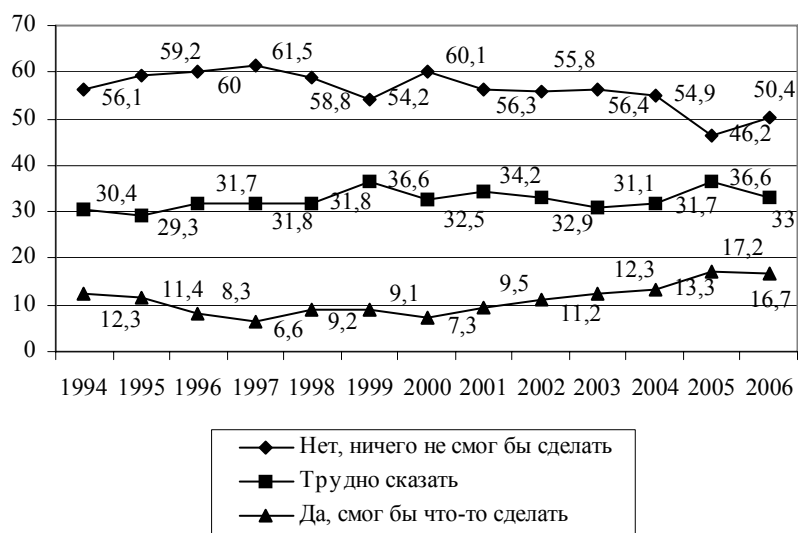 70
60
50
40
30
20
10
0
59,2 61,5 60,1 55,8 50,4
56,1 60 58,8 54,2 56,3 56,4 54,9 46,2
30,4 31,7 36,6 34,2 31,1 36,6
29,3 31,8 31,8 32,5 32,9 31,7 33
11,4 8,3 9,1 9,5 12,3 17,2
12,3 6,6 9,2 7,3 11,2 13,3 16,7
1994 1995 1996 1997 1998 1999 2000 2001 2002 2003 2004 2005 2006
Нет, ничего не смог бы сделать
Трудно сказать
Да, смог бы что-то сделать